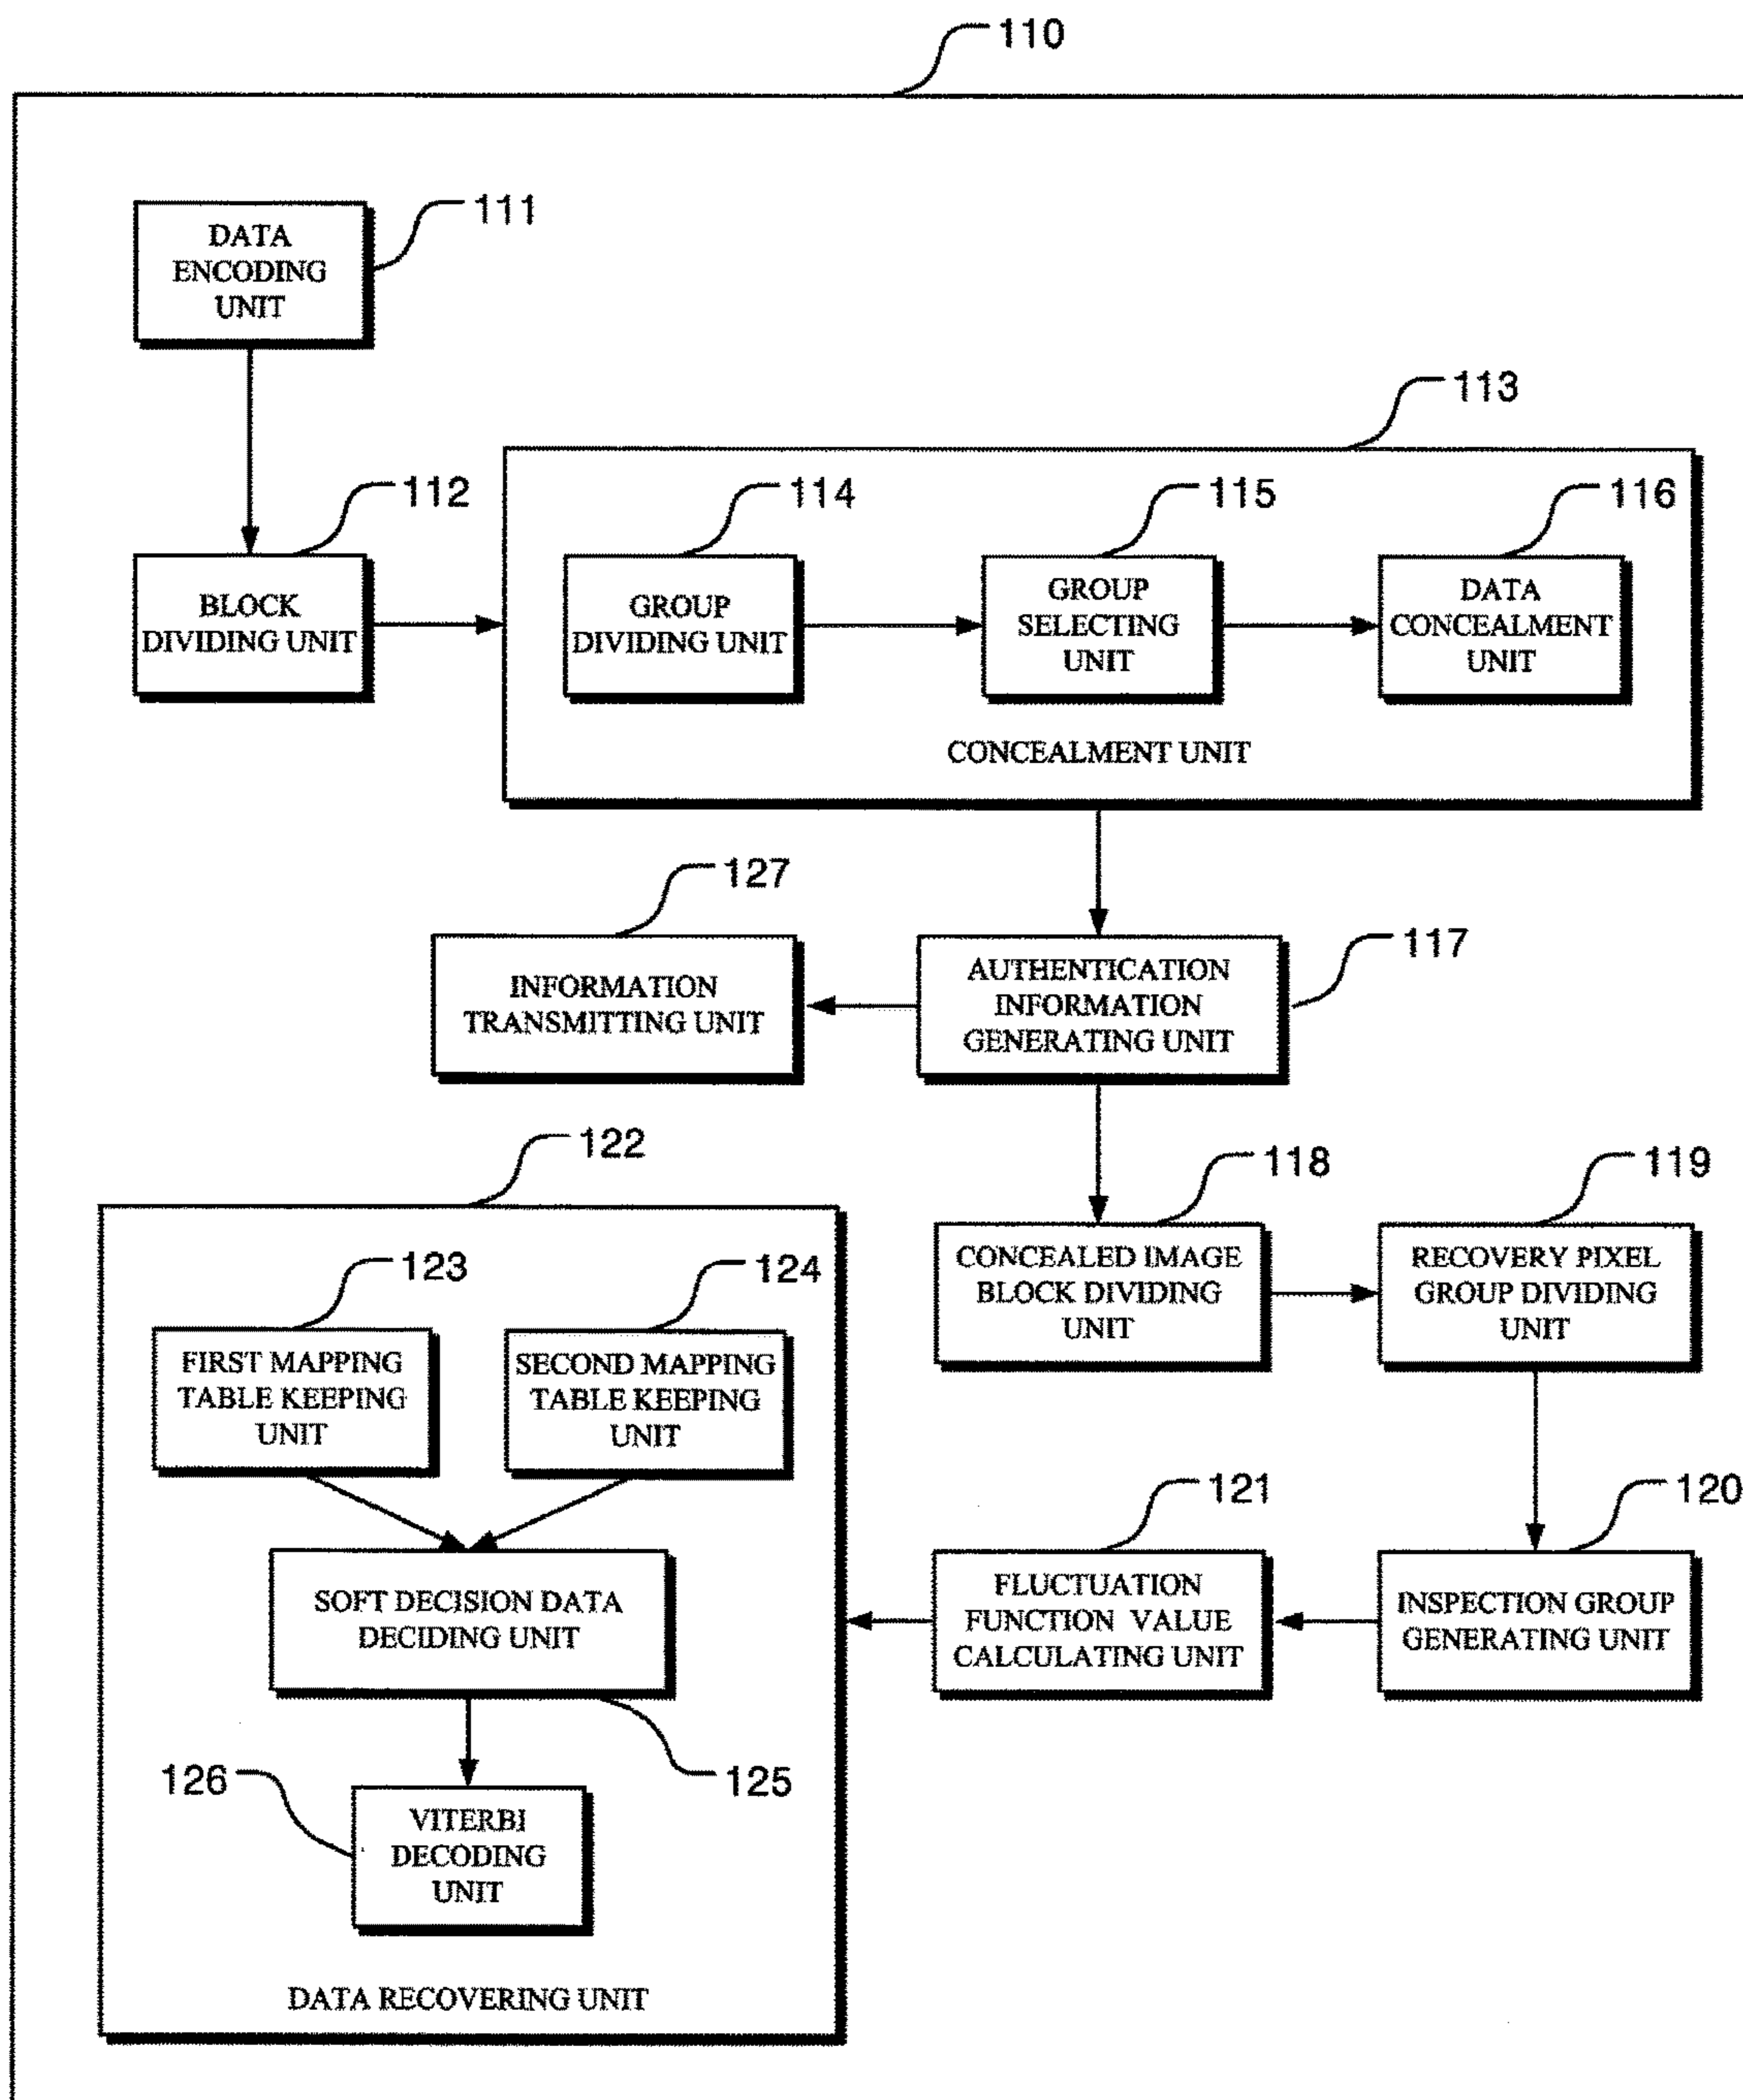 110
111
DATA
ENCODING
UNIT
113
112
114
115
116
BLOCK
DIVIDING UNIT
GROUP
DIVIDING UNIT
GROUP
SELECTING
UNIT
DATA
CONCEALMENT
UNIT
CONCEALMENT UNIT
127
117
INFORMATION
TRANSMITTING UNIT
AUTHENTICATION
INFORMATION
GENERATING UNIT
122
118
119
CONCEALED IMAGE
BLOCK DIVIDING
UNIT
RECOVERY PIXEL
GROUP DIVIDING
UNIT
123
124
FIRST MAPPING
TABLE KEEPING
UNIT
SECOND MAPPING
TABLE KEEPING
UNIT
121
120
SOFT DECISION DATA
DECIDING UNIT
FLUCTUATION
FUNCTION VALUE
CALCULATING UNIT
INSPECTION GROUP
GENERATING UNIT
126
125
VITERBI
DECODING
UNIT
DATA RECOVERING UNIT